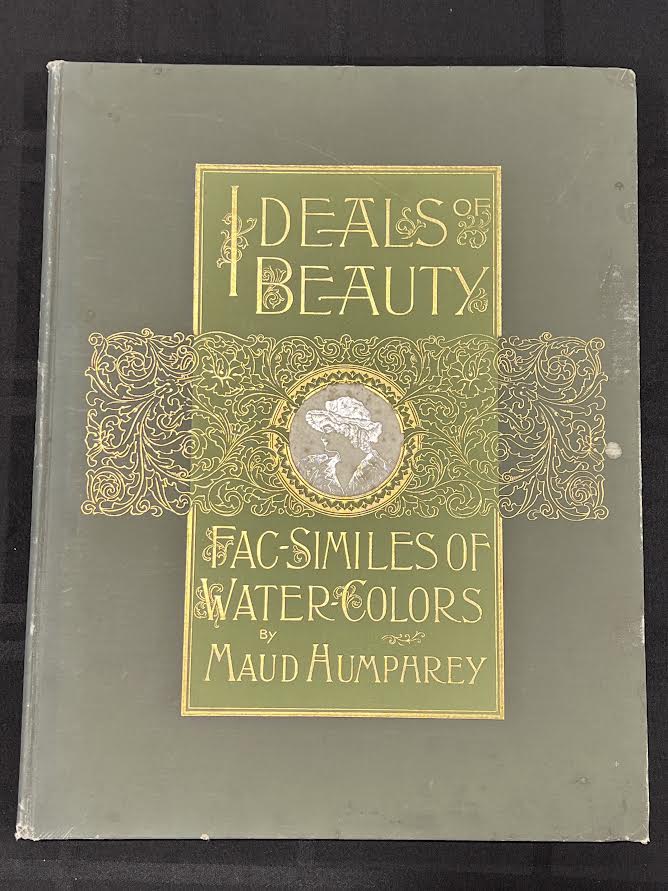 IDEALS OF
BEAUTY
FAC-SIMILES OF
WATER-COLORS
BY
MAUD HUMPHREY